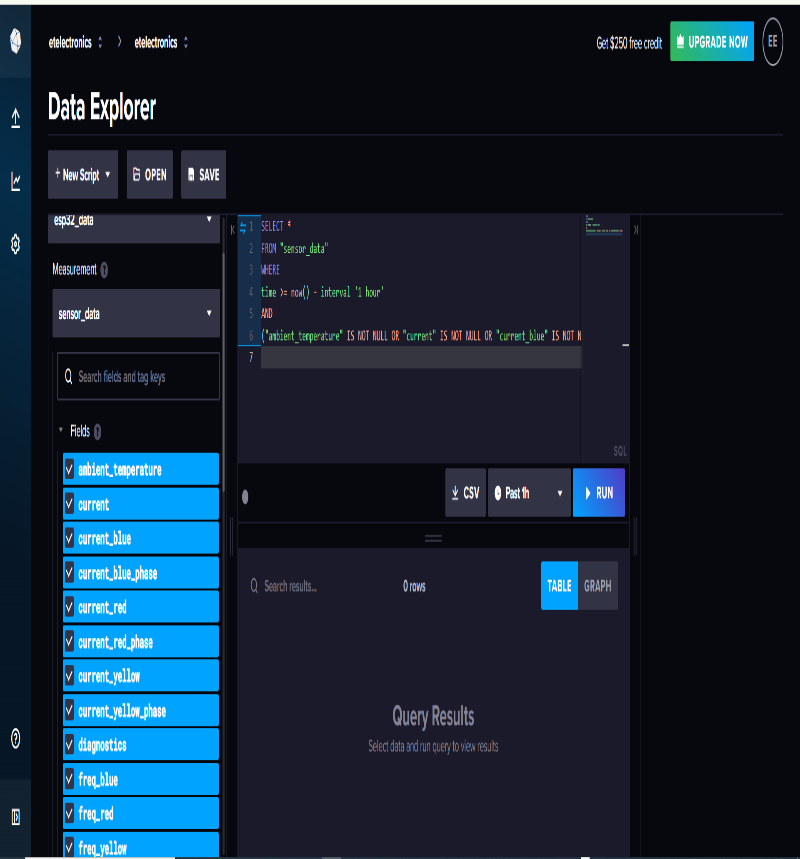 etelectronics
etelectronics
Get $250 free credit
UPGRADE NOW
EE
Data Explorer
+ New Script
OPEN
SAVE
esp32_data
Measurement
sensor_data
Search fields and tag keys
Fields
ambient_temperature
current
current_blue
current_blue_phase
current_red
current_red_phase
current_yellow
current_yellow_phase
diagnostics
freq_blue
freq_red
freq_yellow
1 SELECT *
2 FROM "sensor_data"
3 WHERE
4 time >= now() - interval '1 hour'
5 AND
6 ("ambient_temperature" IS NOT NULL OR "current" IS NOT NULL OR "current_blue" IS NOT N
7
SQL
CSV
Past 1h
RUN
Search results...
0 rows
TABLE
GRAPH
Query Results
Select data and run query to view results